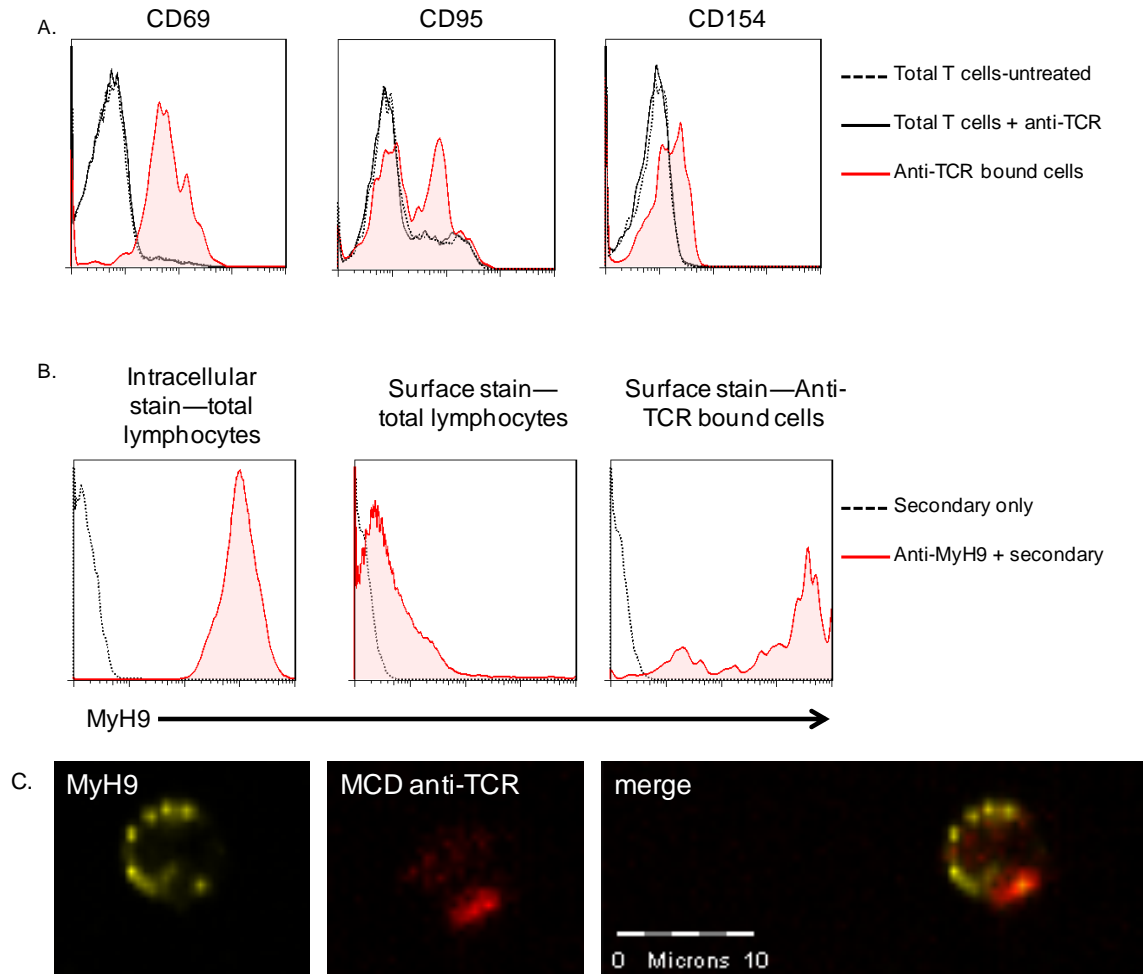 A.
CD69
CD95
CD154
Total T cells-untreated
Total T cells + anti-TCR
Anti-TCR bound cells
B.
Intracellular
stain—total
lymphocytes
Surface stain—
total lymphocytes
Surface stain—Anti-
TCR bound cells
Secondary only
Anti-MyH9 + secondary
MyH9
C.
MyH9
MCD anti-TCR
merge
0 Microns 10